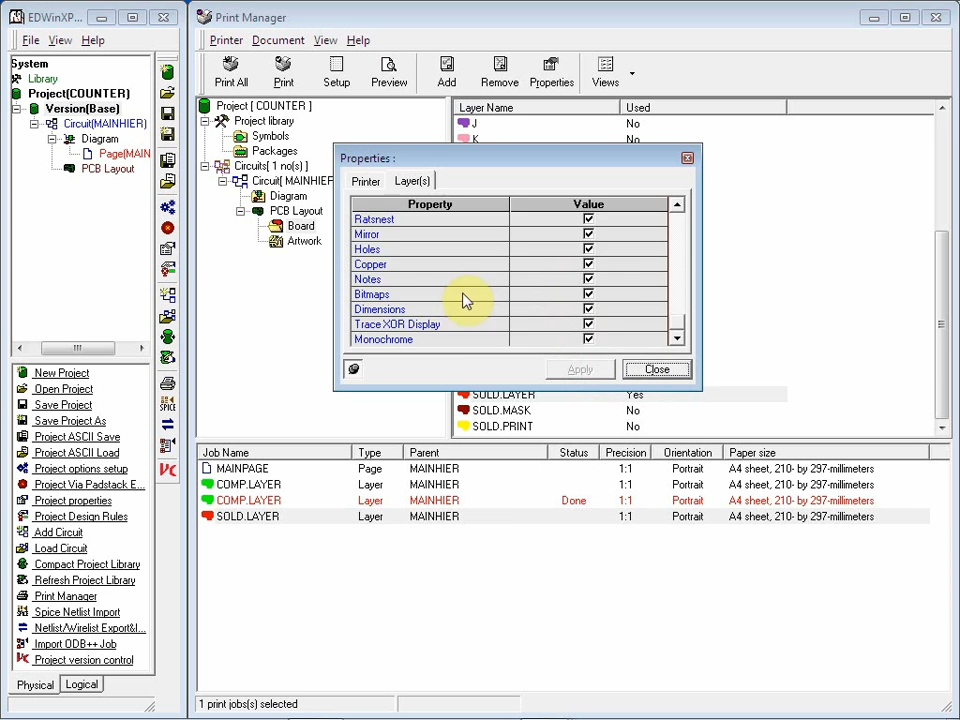 EDWinXP...
File View Help
System
Library
Project(COUNTER)
Version(Base)
Circuit(MAINHIER)
Diagram
Page(MAIN
PCB Layout
New Project
Open Project
Save Project
Save Project As
Project ASCII Save
Project ASCII Load
Project options setup
Project Via Padstack E...
Project properties
Project Design Rules
Add Circuit
Load Circuit
Compact Project Library
Refresh Project Library
Print Manager
Spice Netlist Import
Netlist/Wirelist Export&I...
Import ODB++ Job
Project version control
Physical Logical
SPICE
Print Manager
Printer Document View Help
Print All Print Setup Preview Add Remove Properties Views
Project [ COUNTER ]
Project library
Symbols
Packages
Circuits[ 1 no(s) ]
Circuit[ MAINHIER
Diagram
PCB Layout
Board
Artwork
Layer Name Used
J No
K No
Properties :
Printer Layer(s)
Property Value
Ratsnest
Mirror
Holes
Copper
Notes
Bitmaps
Dimensions
Trace XOR Display
Monochrome
Apply Close
SOLD.LAYER Yes
SOLD.MASK No
SOLD.PRINT No
Job Name Type Parent Status Precision Orientation Paper size
MAINPAGE Page MAINHIER 1:1 Portrait A4 sheet, 210- by 297-millimeters
COMP.LAYER Layer MAINHIER 1:1 Portrait A4 sheet, 210- by 297-millimeters
COMP.LAYER Layer MAINHIER Done 1:1 Portrait A4 sheet, 210- by 297-millimeters
SOLD.LAYER Layer MAINHIER 1:1 Portrait A4 sheet, 210- by 297-millimeters
1 print jobs(s) selected